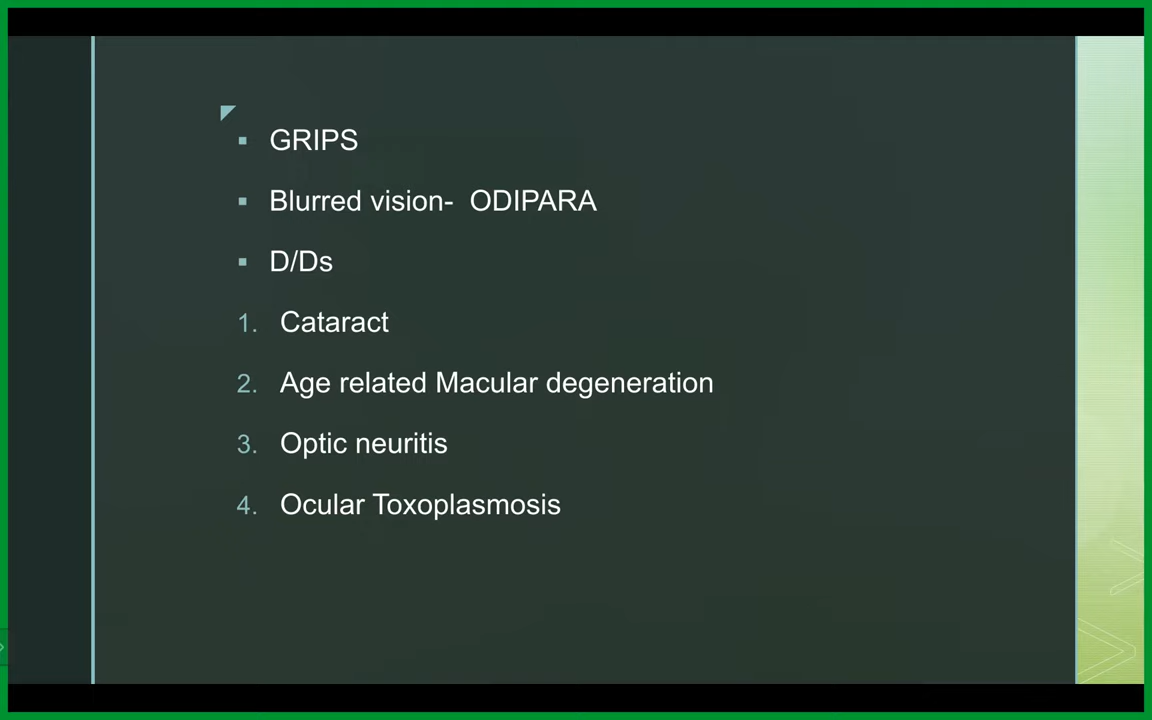 GRIPS
Blurred vision- ODIPARA
D/Ds
1. Cataract
2. Age related Macular degeneration
3. Optic neuritis
4. Ocular Toxoplasmosis